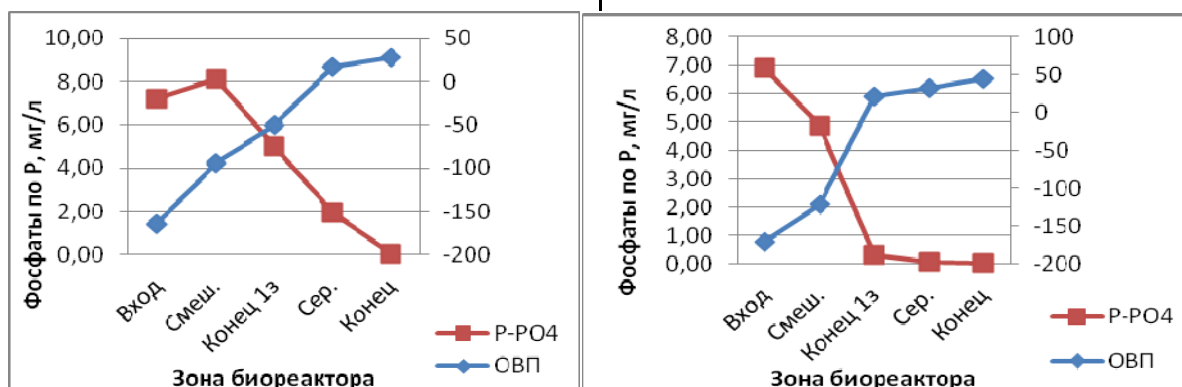 10,00
8,00
6,00
4,00
2,00
0,00
Фосфаты по P, мг/л
50
0
-50
-100
-150
-200
Вход
Смеш.
Конец 1з
Сер.
Конец
P-PO4
ОВП
Зона биореактора
8,00
7,00
6,00
5,00
4,00
3,00
2,00
1,00
0,00
Фосфаты по P, мг/л
100
50
0
-50
-100
-150
-200
Вход
Смеш.
Конец 1з
Сер.
Конец
P-PO4
ОВП
Зона биореактора